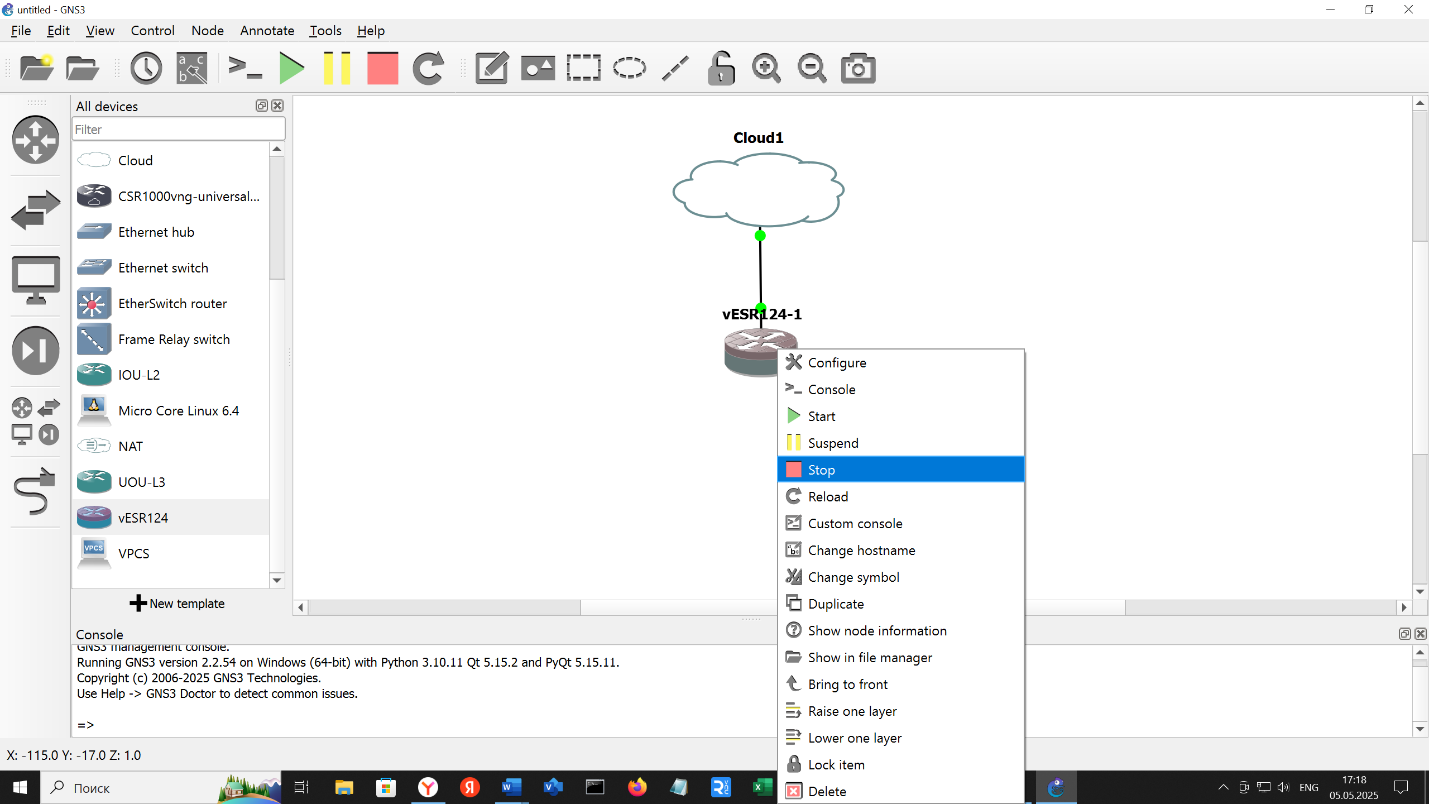 untitled - GNS3
File Edit View Control Node Annotate Tools Help
All devices
Filter
Cloud
CSR1000vng-universal...
Ethernet hub
Ethernet switch
EtherSwitch router
Frame Relay switch
IOU-L2
Micro Core Linux 6.4
NAT
UOU-L3
vESR124
VPCS
New template
Cloud1
vESR124-1
Configure
Console
Start
Suspend
Stop
Reload
Custom console
Change hostname
Change symbol
Duplicate
Show node information
Show in file manager
Bring to front
Raise one layer
Lower one layer
Lock item
Delete
Console
GNS3 management console.
Running GNS3 version 2.2.54 on Windows (64-bit) with Python 3.10.11 Qt 5.15.2 and PyQt 5.15.11.
Copyright (c) 2006-2025 GNS3 Technologies.
Use Help -> GNS3 Doctor to detect common issues.
=>
X: -115.0 Y: -17.0 Z: 1.0
Поиск
ENG
17:18
05.05.2025